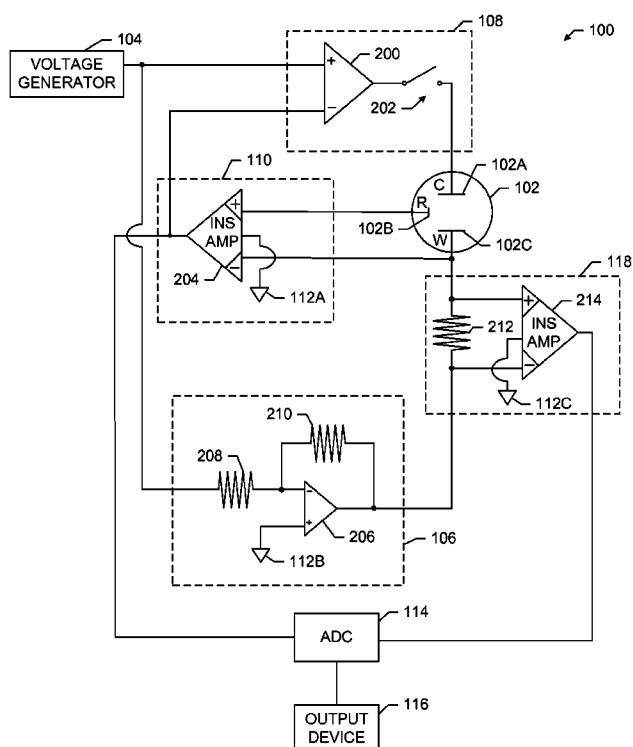 104
VOLTAGE
GENERATOR
108
100
+
200
−
202
110
102A
C
102
R
102B
W
102C
+
INS
AMP
204
−
112A
118
214
+
INS
AMP
212
−
112C
210
208
−
+
206
112B
106
114
ADC
116
OUTPUT
DEVICE